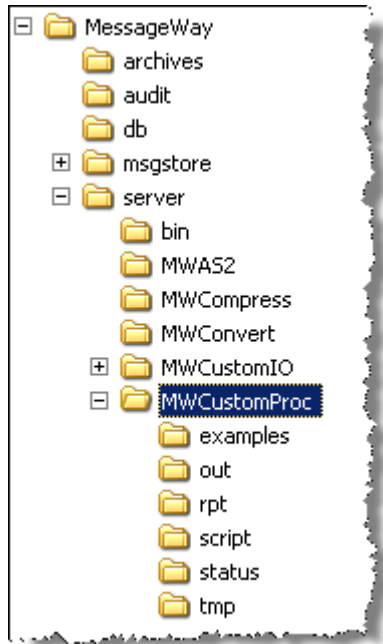 MessageWay
archives
audit
db
msgstore
server
bin
MWAS2
MWCompress
MWConvert
MWCustomIO
MWCustomProc
examples
out
rpt
script
status
tmp